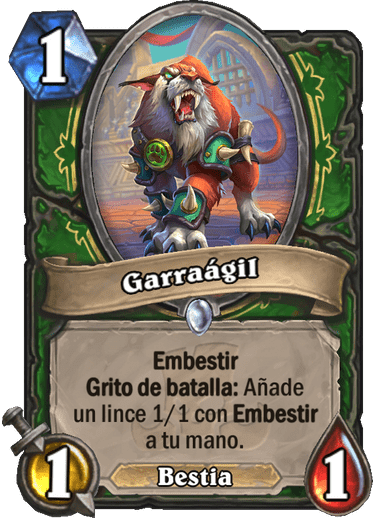 1
Garraágil
Embestir
Grito de batalla: Añade
un lince 1/1 con Embestir
a tu mano.
1
Bestia
1